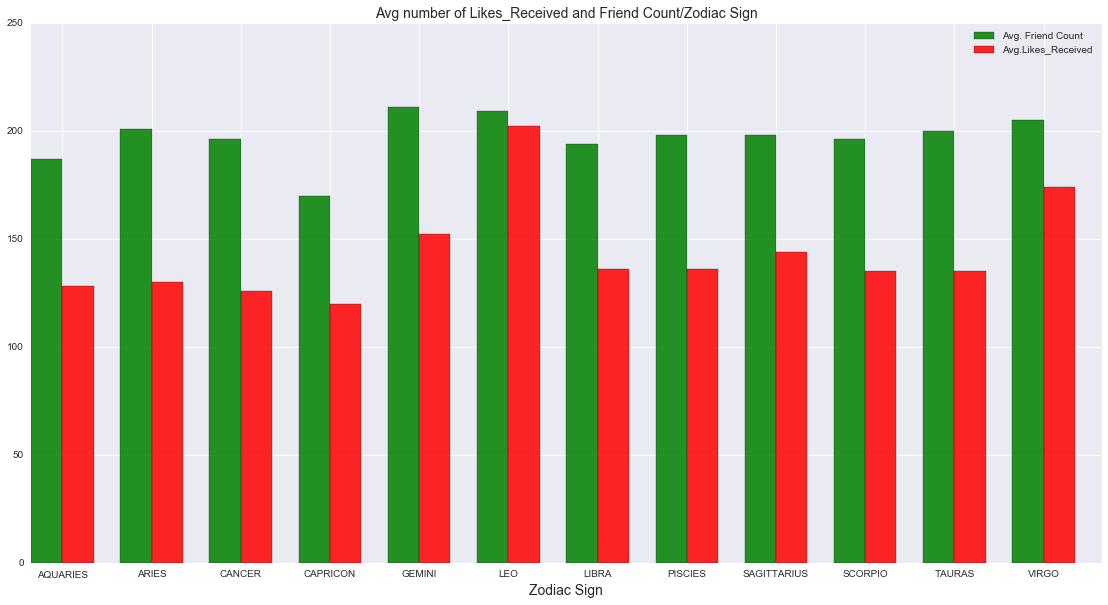 Avg number of Likes_Received and Friend Count/Zodiac Sign
250
Avg. Friend Count
Avg.Likes_Received
200
150
100
50
0
AQUARIES ARIES CANCER CAPRICON GEMINI LEO LIBRA PISCIES SAGITTARIUS SCORPIO TAURAS VIRGO
Zodiac Sign